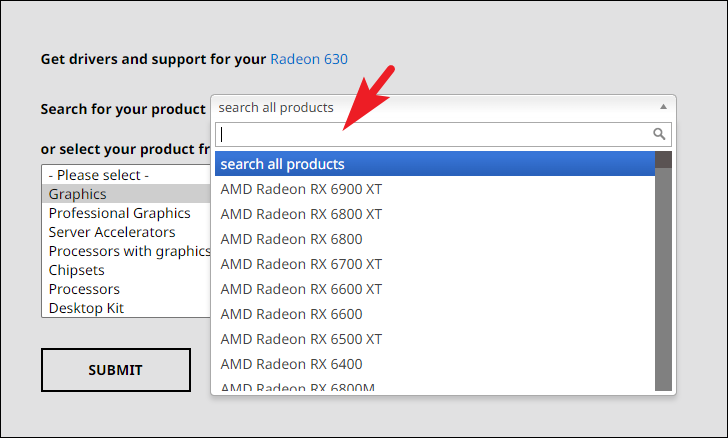 Get drivers and support for your Radeon 630
Search for your product
search all products
search all products
AMD Radeon RX 6900 XT
AMD Radeon RX 6800 XT
AMD Radeon RX 6800
AMD Radeon RX 6700 XT
AMD Radeon RX 6600 XT
AMD Radeon RX 6600
AMD Radeon RX 6500 XT
AMD Radeon RX 6400
AMD Radeon RX 6800M
or select your product fr
- Please select -
Graphics
Professional Graphics
Server Accelerators
Processors with graphics
Chipsets
Processors
Desktop Kit
SUBMIT